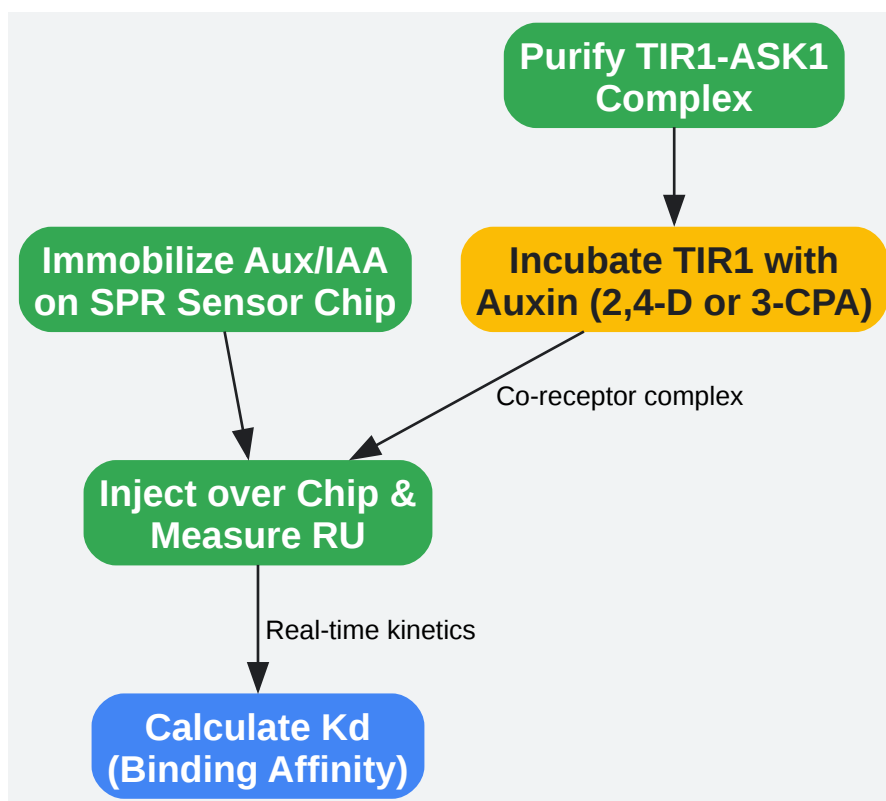 Purify TIR1-ASK1
Complex
Immobilize Aux/IAA
on SPR Sensor Chip
Incubate TIR1 with
Auxin (2,4-D or 3-CPA)
Co-receptor complex
Inject over Chip &
Measure RU
Real-time kinetics
Calculate Kd
(Binding Affinity)